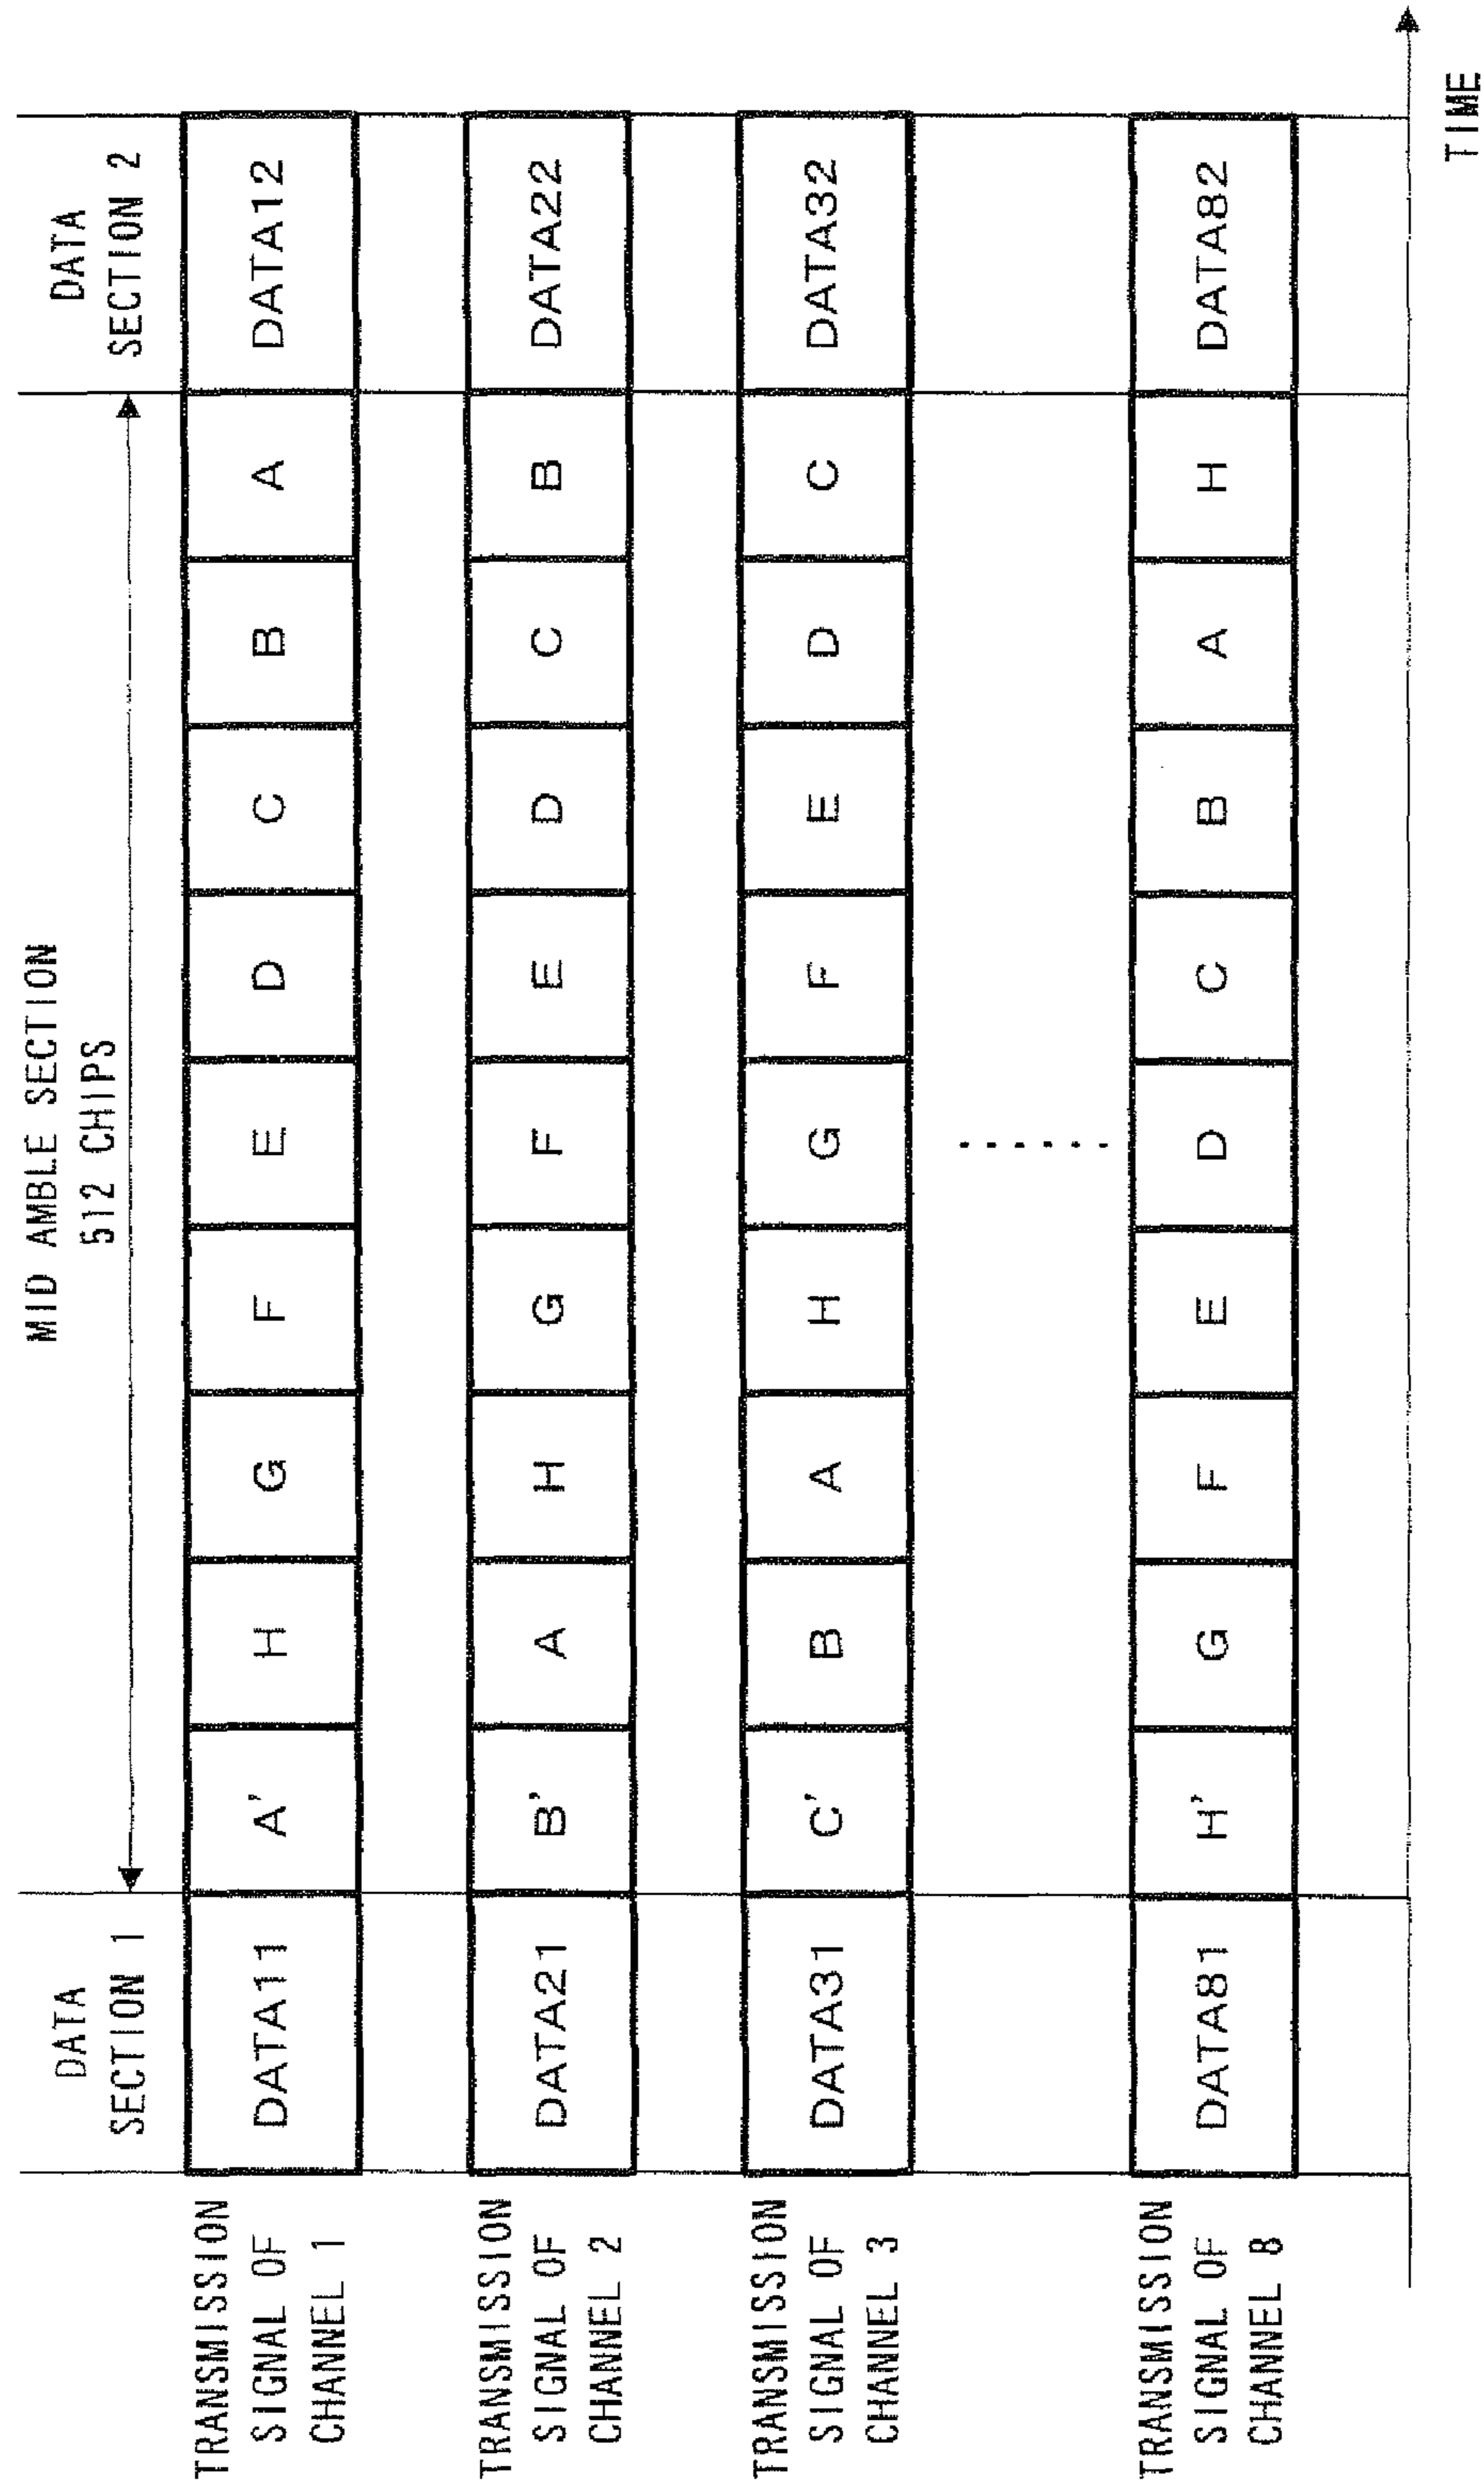 DATA
SECTION 1
MID AMBLE SECTION
512 CHIPS
DATA
SECTION 2
TRANSMISSION
SIGNAL OF
CHANNEL 1
DATA11 A' H G F E D C B A DATA12
TRANSMISSION
SIGNAL OF
CHANNEL 2
DATA21 B' A H G F E D C B DATA22
TRANSMISSION
SIGNAL OF
CHANNEL 3
DATA31 C' B A H G F E D C DATA32
TRANSMISSION
SIGNAL OF
CHANNEL 8
DATA81 H' G F E D C B A H DATA82
TIME